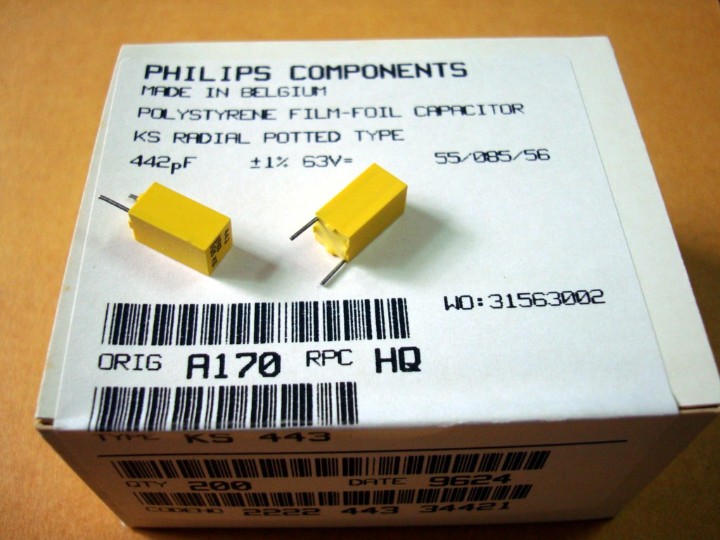 PHILIPS COMPONENTS
MADE IN BELGIUM
POLYSTYRENE FILM-FOIL CAPACITOR
KS RADIAL POTTED TYPE
442pF ±1% 63V= 55/085/56
WO:31563002
ORIG A170 RPC HQ
TYPE KS 443
QTY 200 DATE 9624
CODENO 2222 443 34421